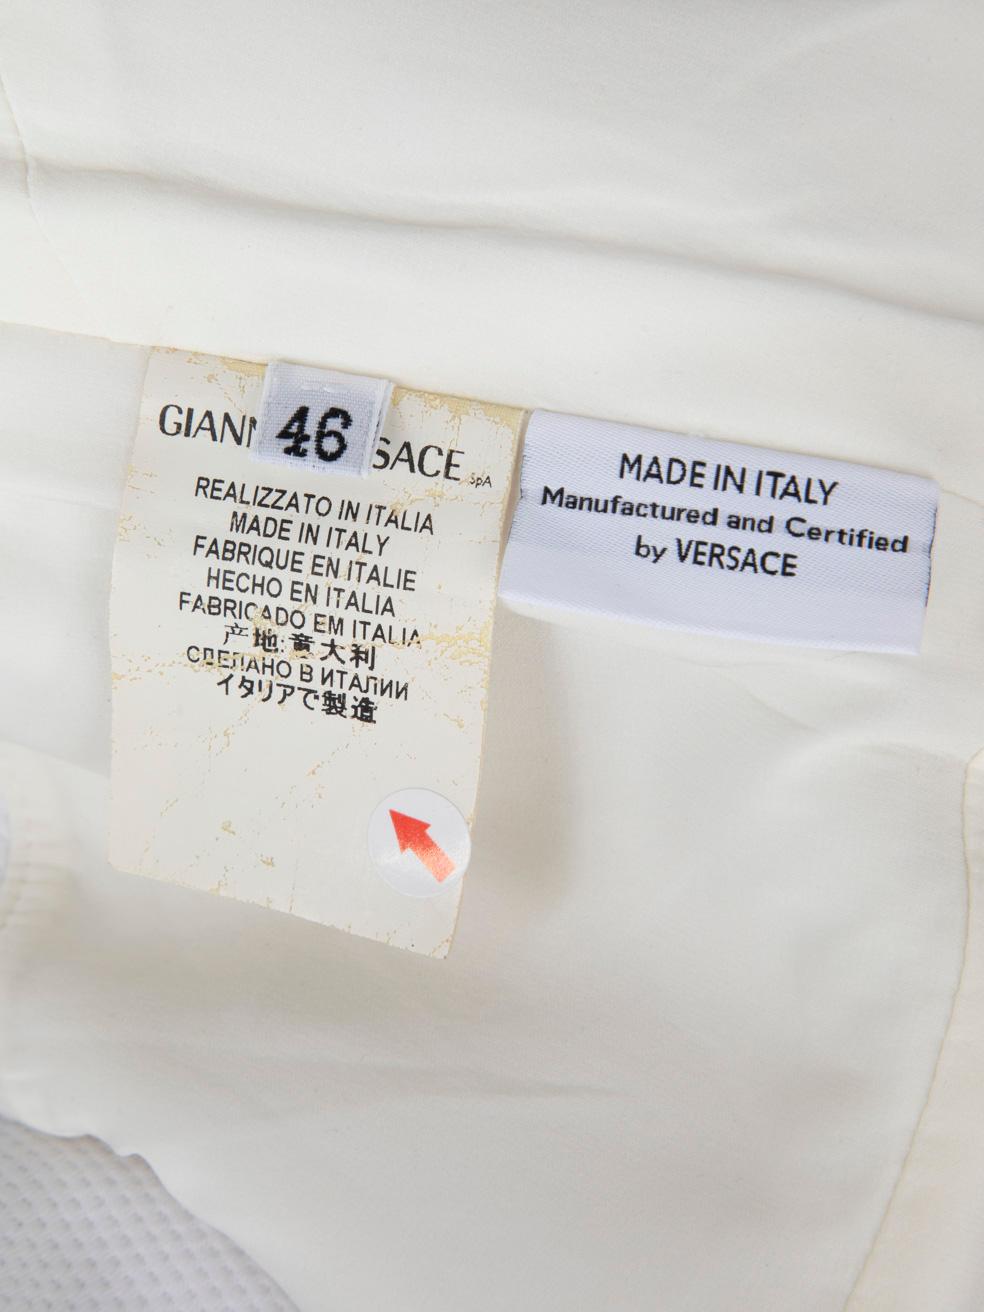 46
SACE SpA
REALIZZATO IN ITALIA
MADE IN ITALY
FABRIQUE EN ITALIE
HECHO EN ITALIA
FABRICADO EM ITALIA
产地:意大利
СДЕЛАНО В ИТАЛИИ
イタリアで製造
MADE IN ITALY
Manufactured and Certified
by VERSACE